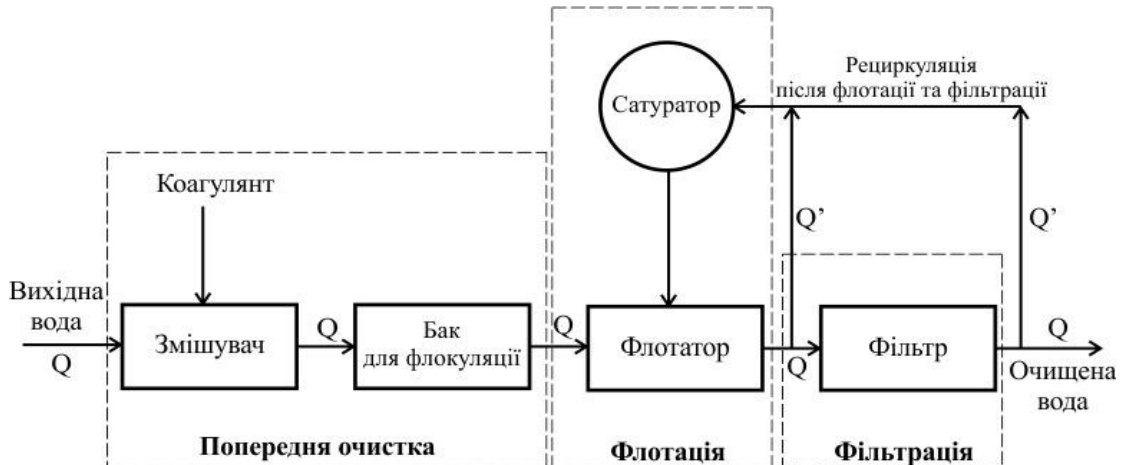 Рециркуляція
після флотації та фільтрації
Сатуратор
Коагулянт
Q’
Q’
Вихідна
вода
Q
Змішувач
Q
Бак
для флокуляції
Q
Флотатор
Q
Фільтр
Q
Очищена
вода
Попередня очистка
Флотація
Фільтрація